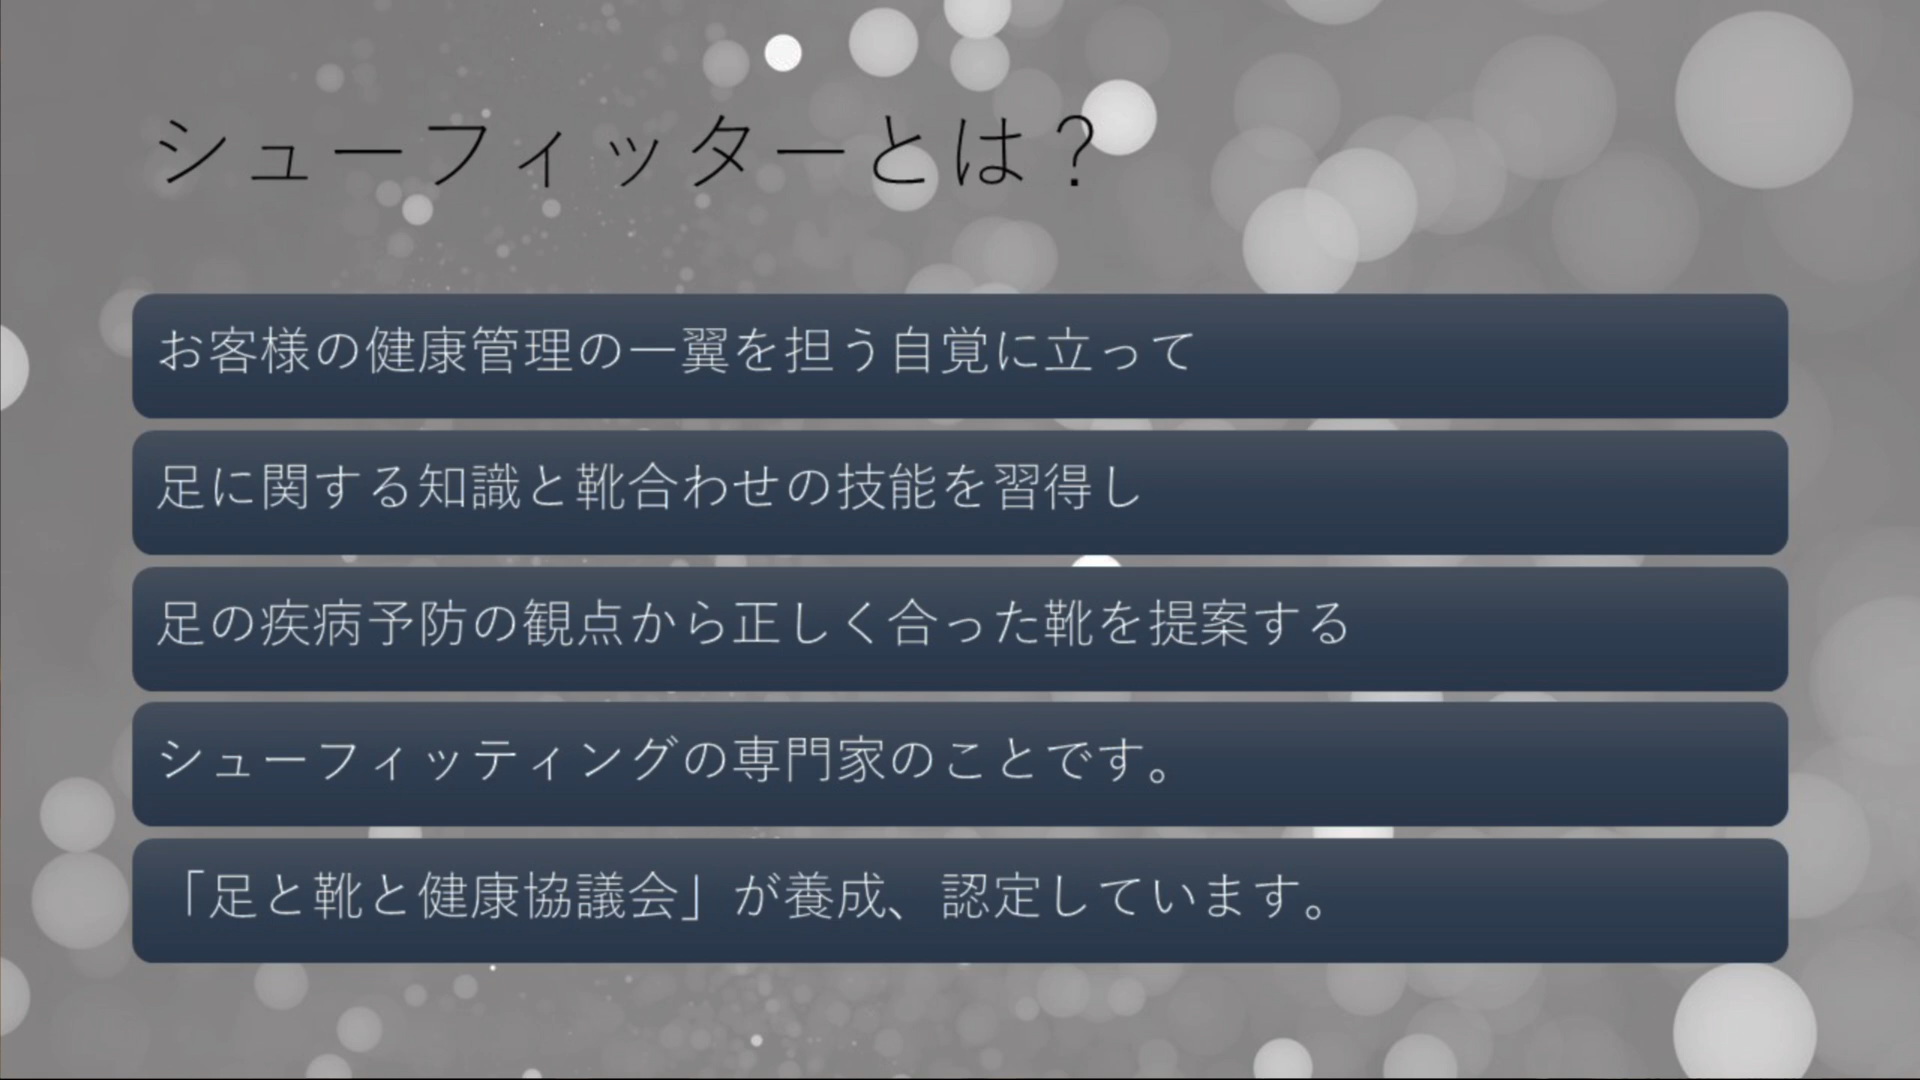 シューフィッターとは？
お客様の健康管理の一翼を担う自覚に立って
足に関する知識と靴合わせの技能を習得し
足の疾病予防の観点から正しく合った靴を提案する
シューフィッティングの専門家のことです。
「足と靴と健康協議会」が養成、認定しています。